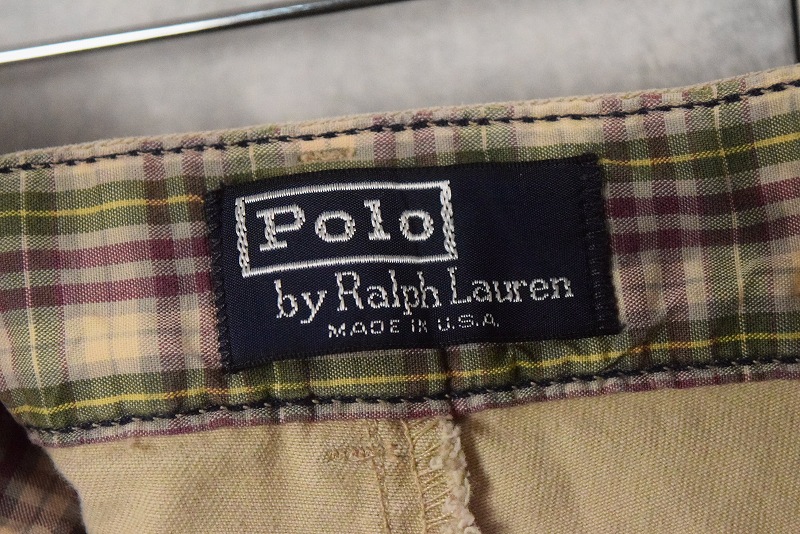 Polo
by Ralph Lauren
MADE IN U.S.A.